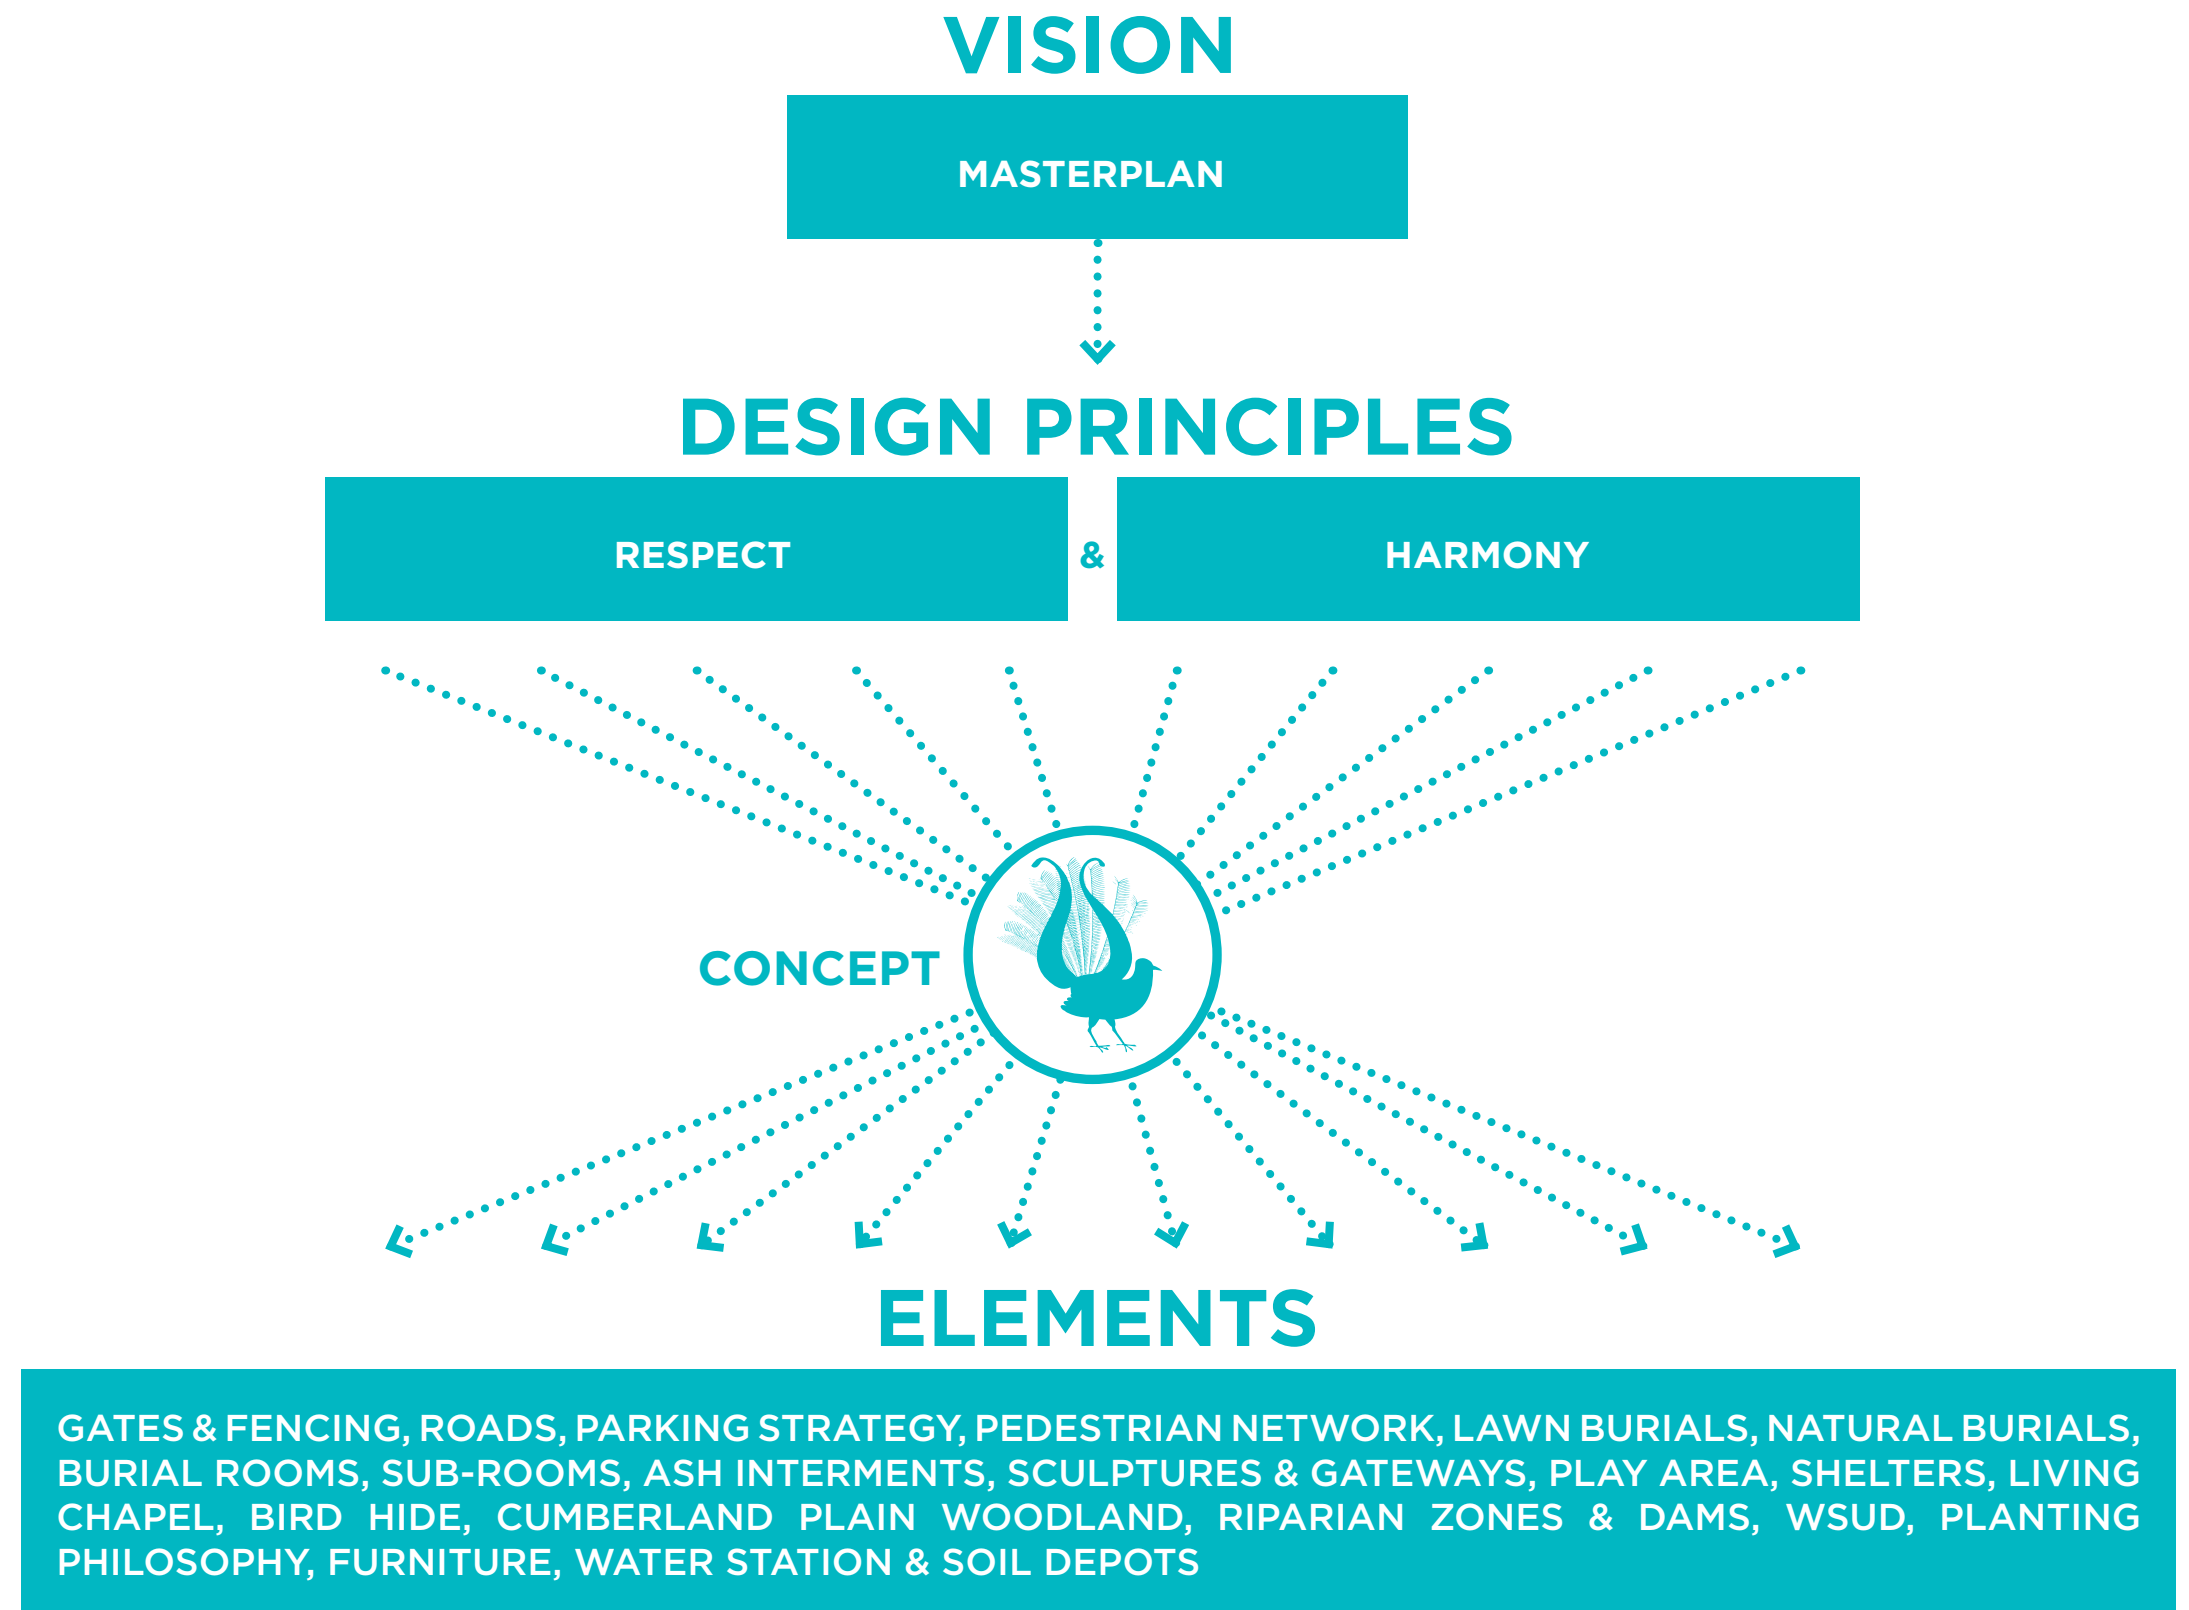 VISION
MASTERPLAN
DESIGN PRINCIPLES
RESPECT & HARMONY
CONCEPT
ELEMENTS
GATES & FENCING, ROADS, PARKING STRATEGY, PEDESTRIAN NETWORK, LAWN BURIALS, NATURAL BURIALS,
BURIAL ROOMS, SUB-ROOMS, ASH INTERMENTS, SCULPTURES & GATEWAYS, PLAY AREA, SHELTERS, LIVING
CHAPEL, BIRD HIDE, CUMBERLAND PLAIN WOODLAND, RIPARIAN ZONES & DAMS, WSUD, PLANTING
PHILOSOPHY, FURNITURE, WATER STATION & SOIL DEPOTS